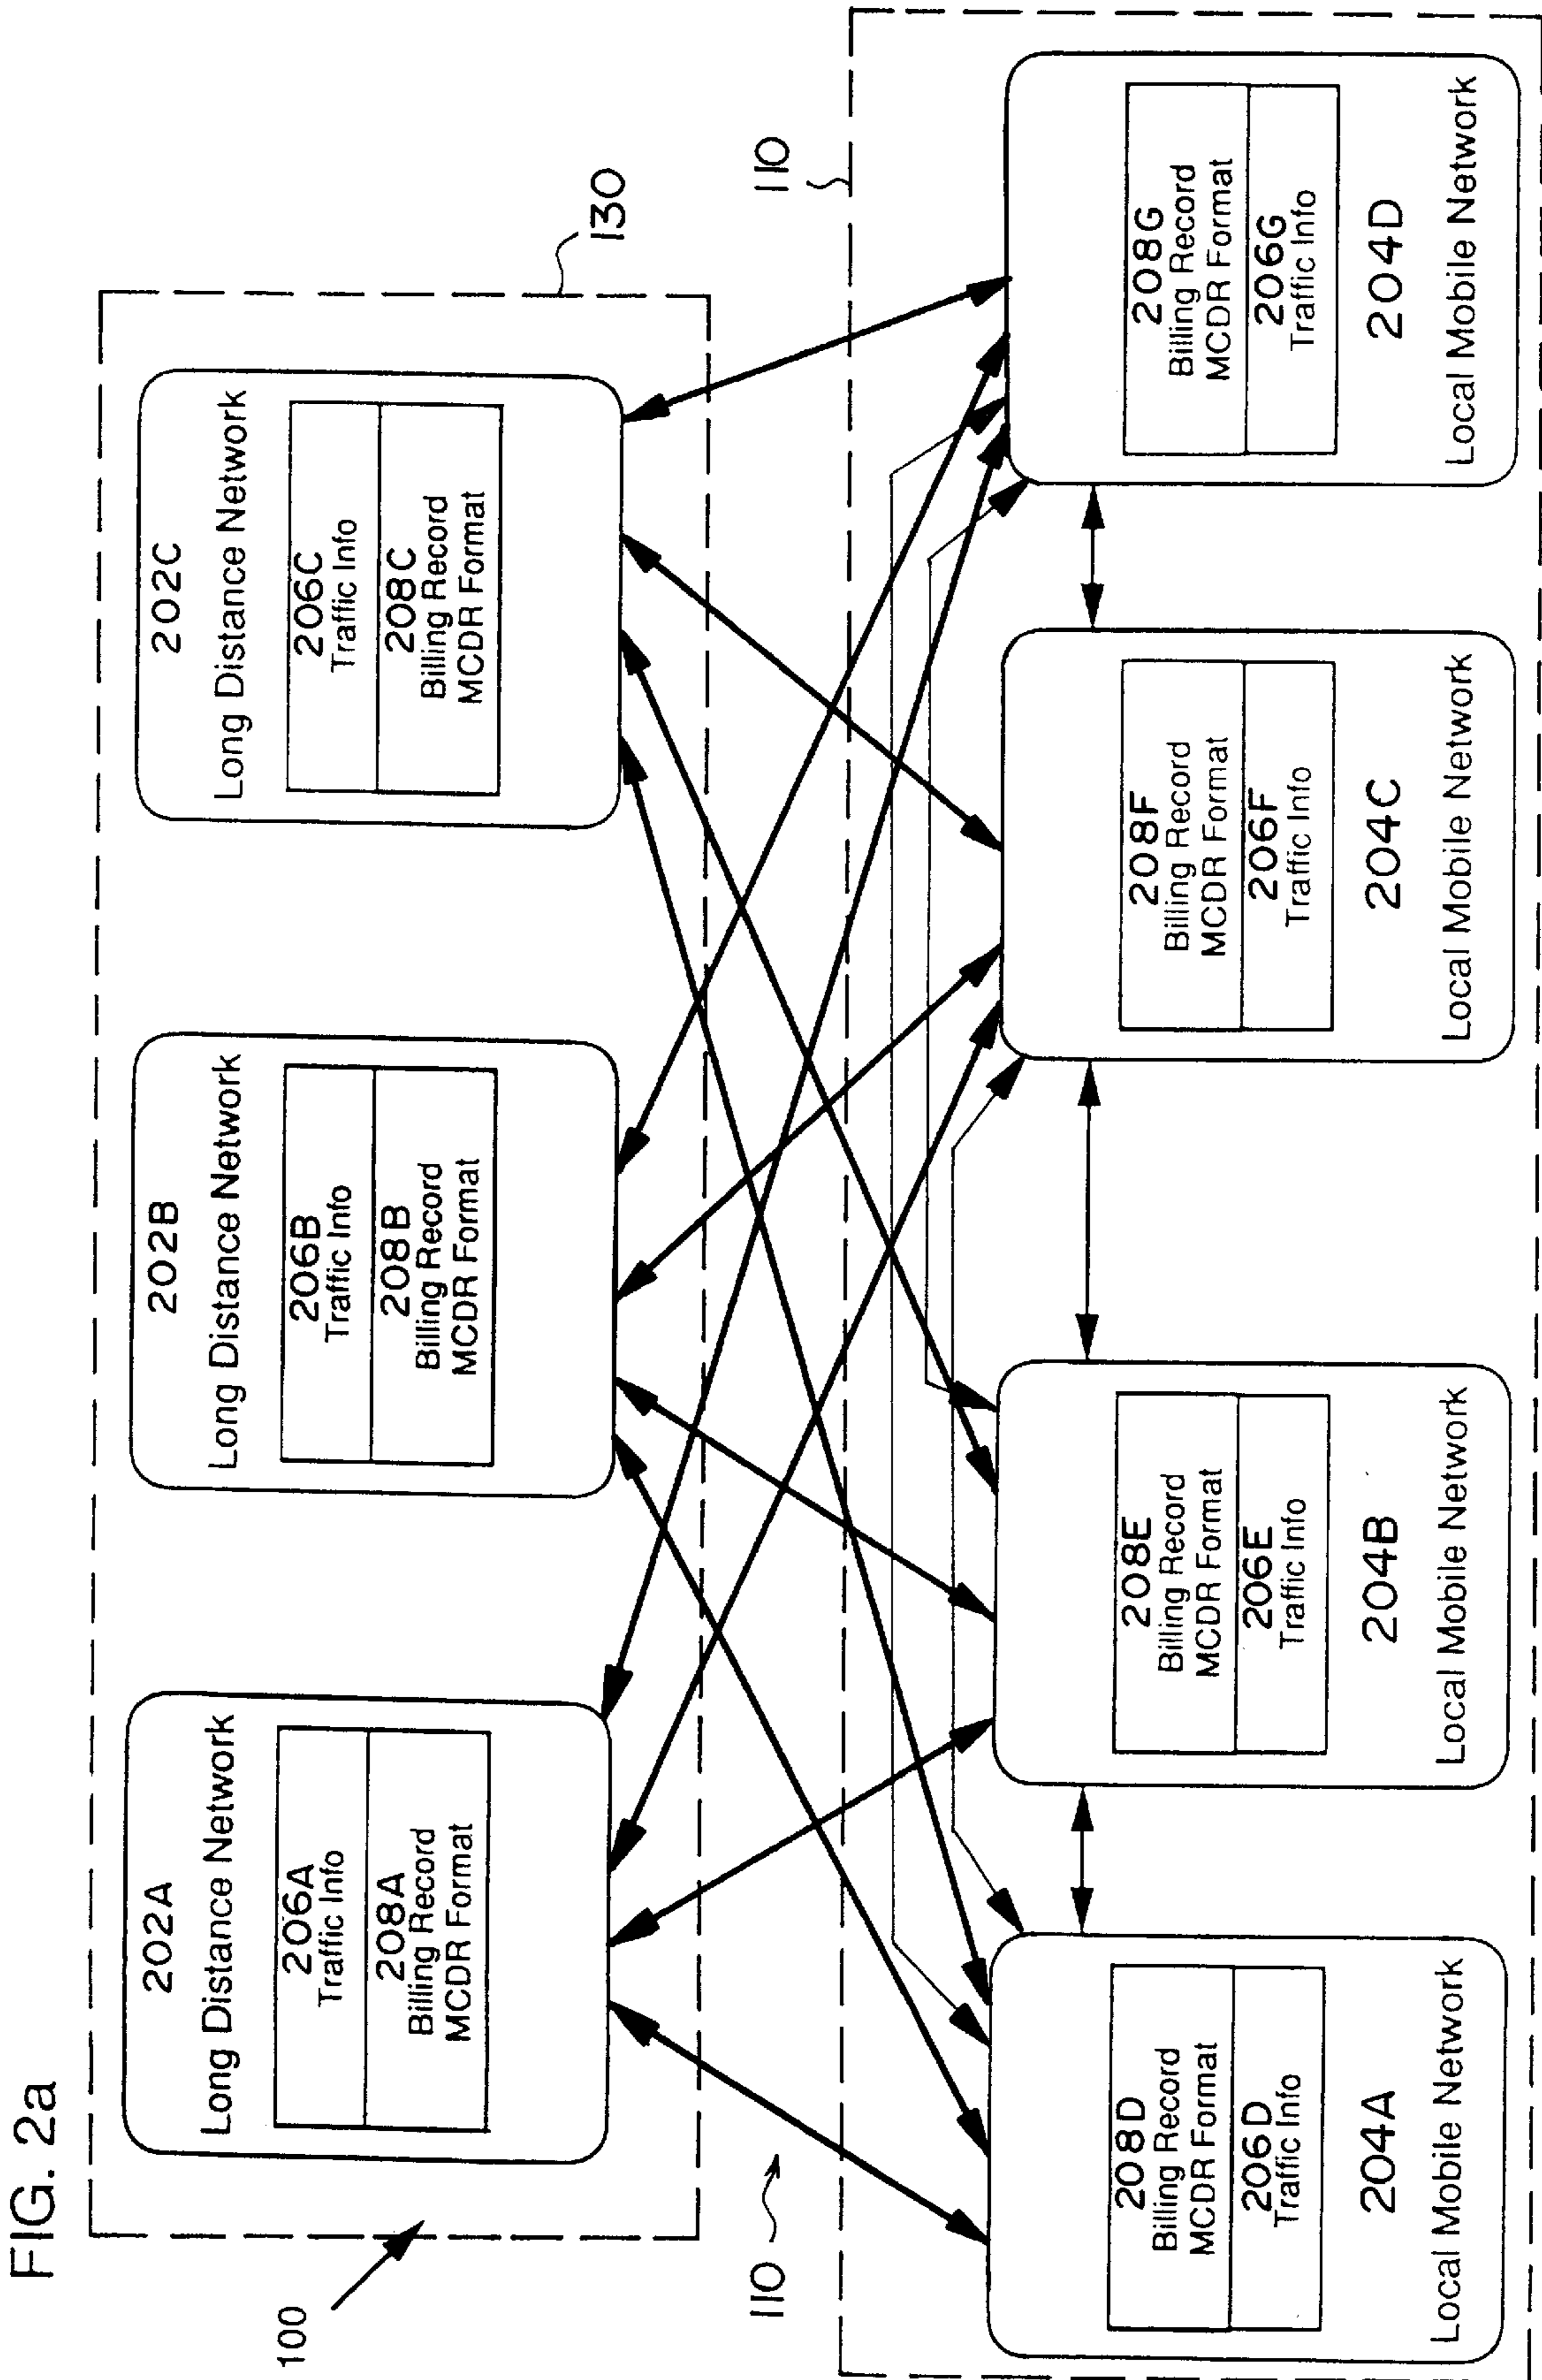 FIG. 2a
100
130
202A
Long Distance Network
206A
Traffic Info
208A
Billing Record
MCDR Format
202B
Long Distance Network
206B
Traffic Info
208B
Billing Record
MCDR Format
202C
Long Distance Network
206C
Traffic Info
208C
Billing Record
MCDR Format
110
110
208D
Billing Record
MCDR Format
206D
Traffic Info
204A
Local Mobile Network
208E
Billing Record
MCDR Format
206E
Traffic Info
204B
Local Mobile Network
208F
Billing Record
MCDR Format
206F
Traffic Info
204C
Local Mobile Network
208G
Billing Record
MCDR Format
206G
Traffic Info
204D
Local Mobile Network